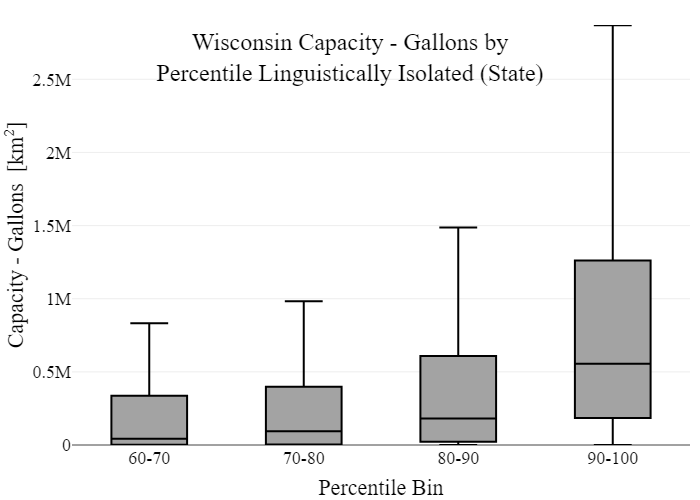 Wisconsin Capacity - Gallons by
Percentile Linguistically Isolated (State)
Capacity - Gallons [km²]
2.5M
2M
1.5M
1M
0.5M
0
60-70
70-80
80-90
90-100
Percentile Bin